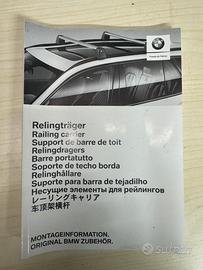 Relingträger
Railing carrier
Support de barre de toit
Relingdragers
Barre portatutto
Soporte de techo borda
Relinghållare
Suporte para barra de tejadilho
Несущие элементы для рейлингов
レーリングキャリア
车顶架横杆
MONTAGEINFORMATION.
ORIGINAL BMW ZUBEHÖR.
subito